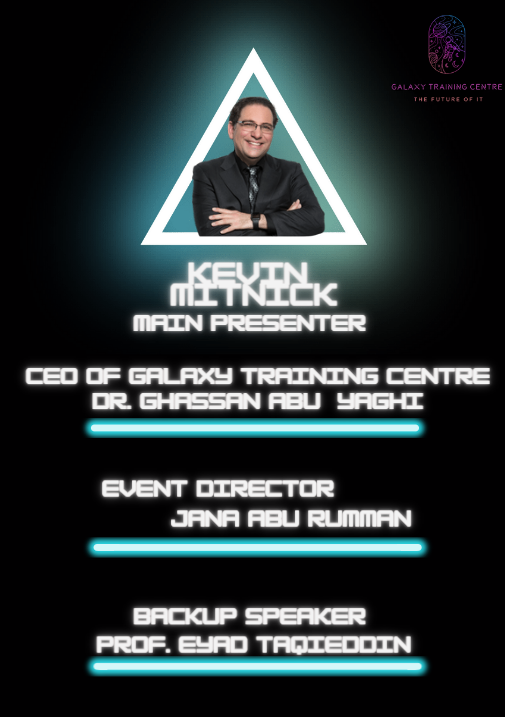 GALAXY TRAINING CENTRE
THE FUTURE OF IT
KEVIN
MITNICK
MAIN PRESENTER
CEO OF GALAXY TRAINING CENTRE
DR. GHASSAN ABU YAGHI
EVENT DIRECTOR
JANA ABU RUMMAN
BACKUP SPEAKER
PROF. EYAD TAQIEDDIN